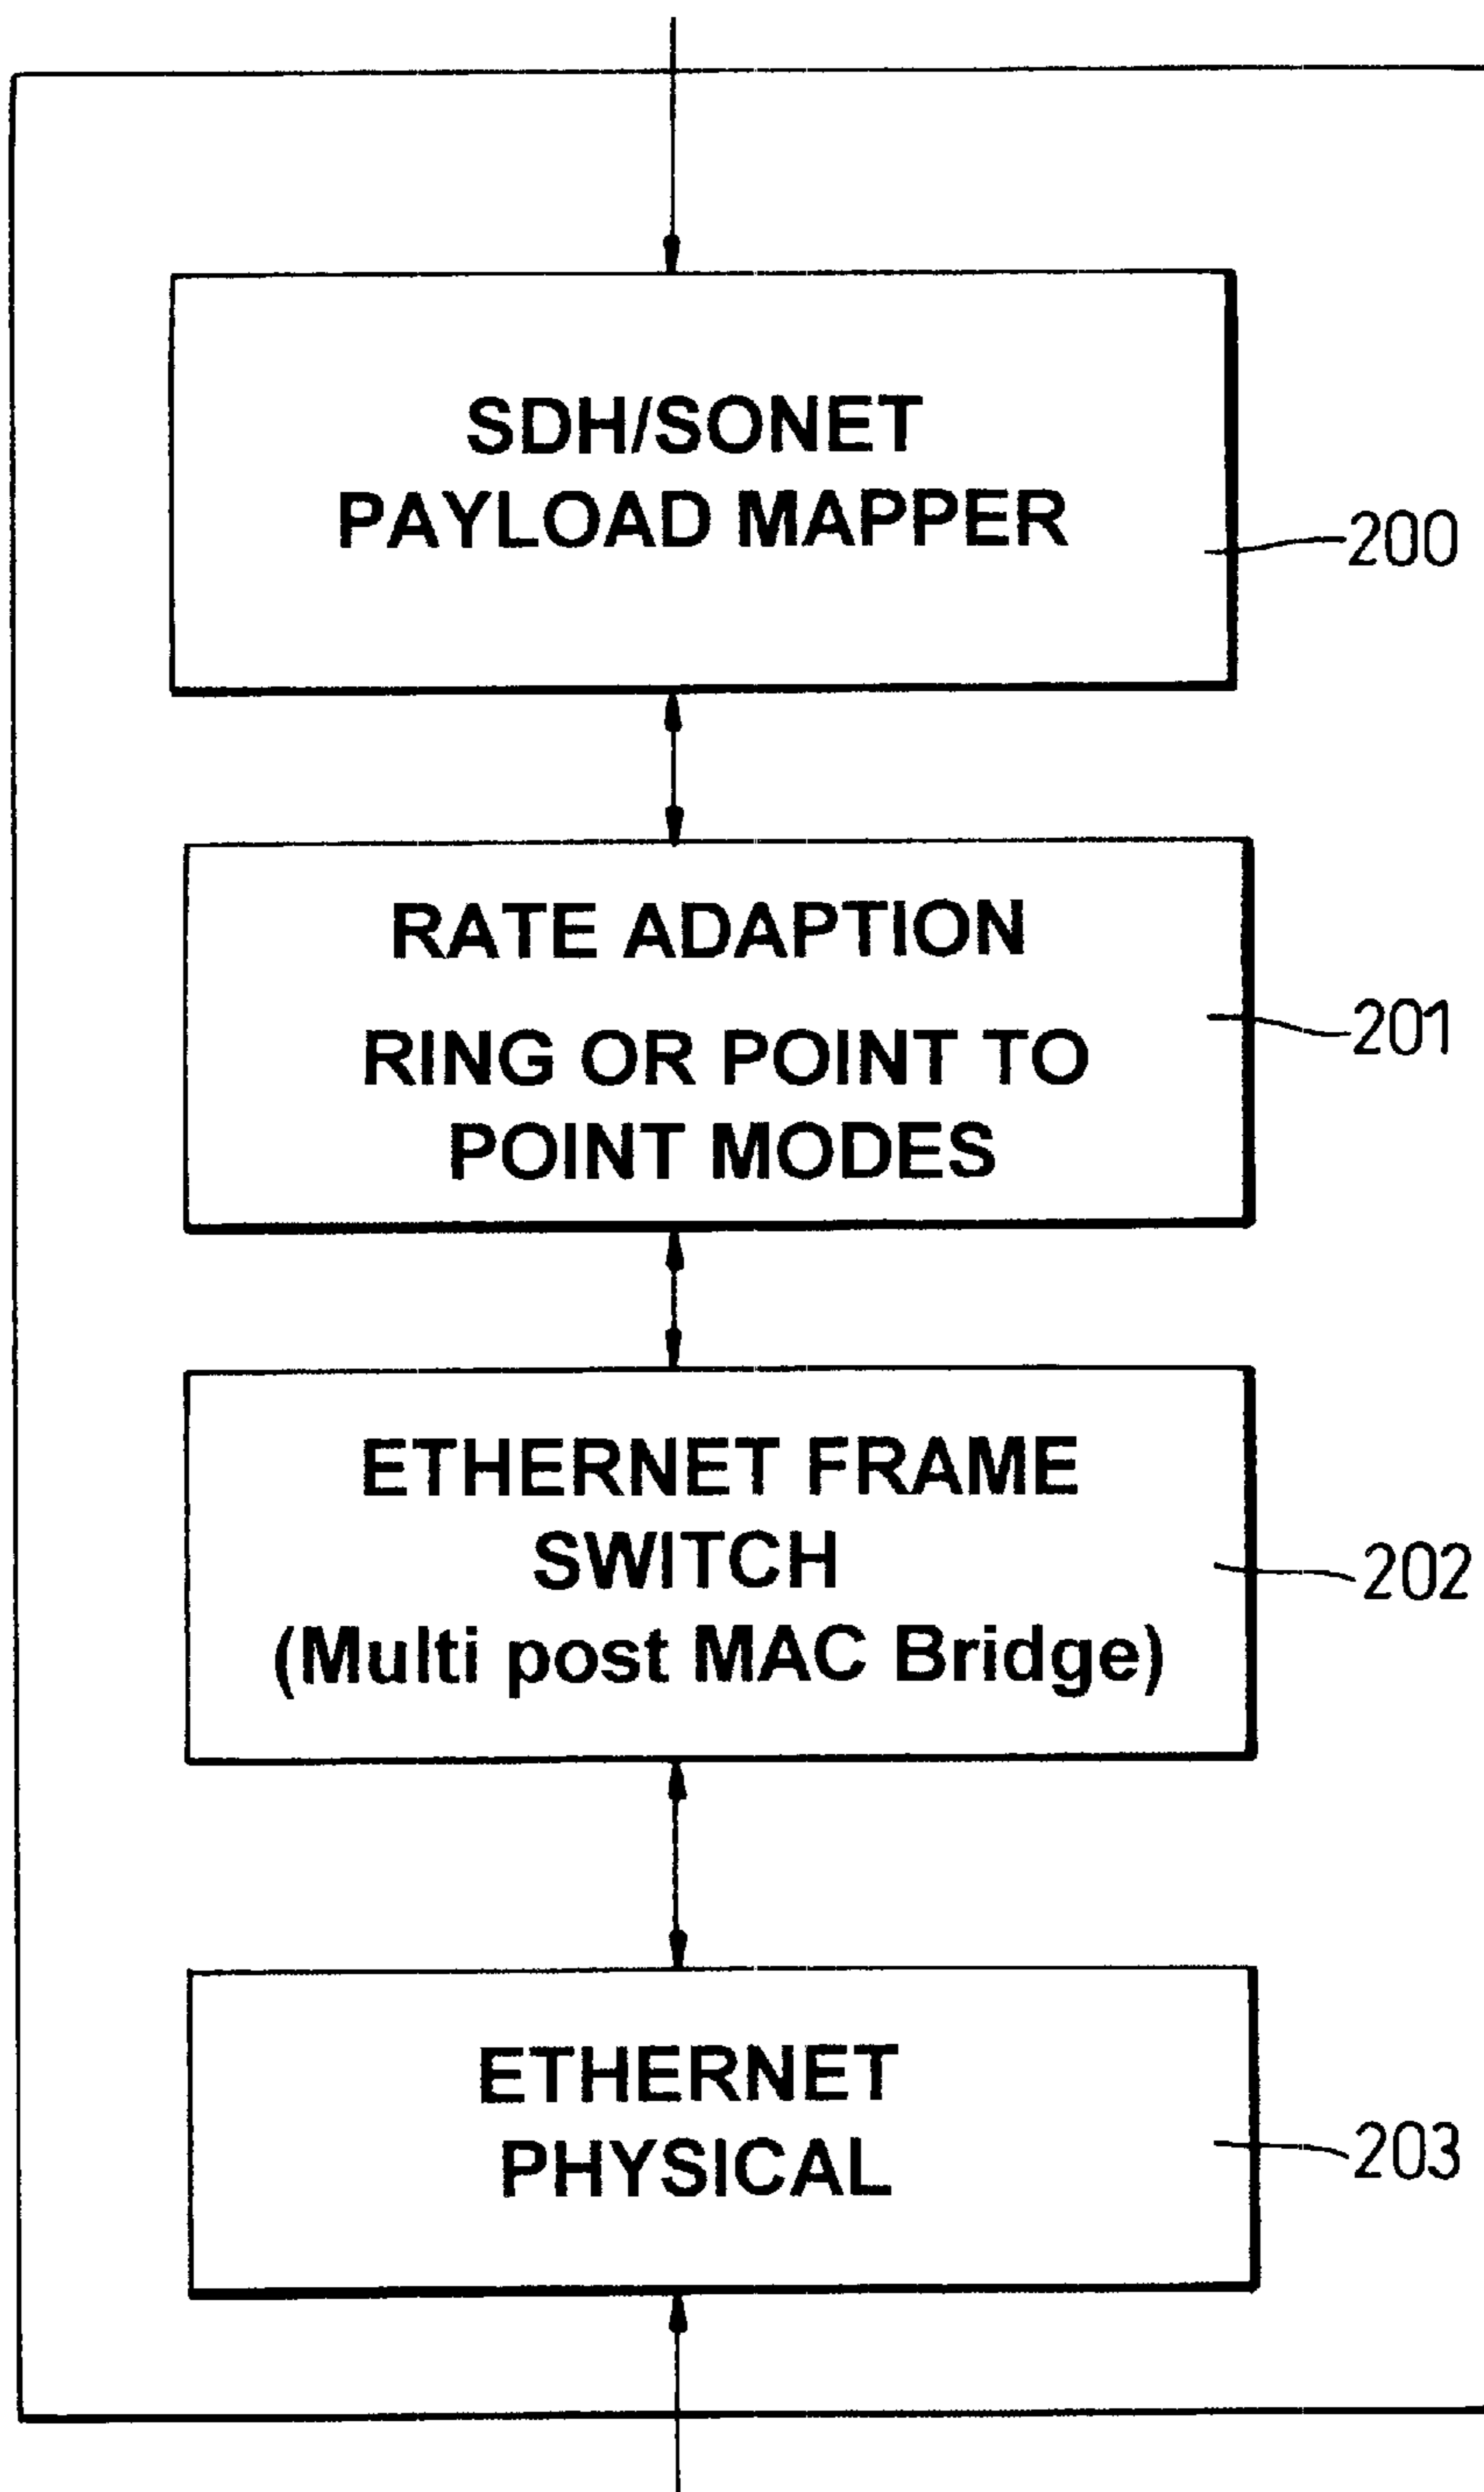 SDH/SONET
PAYLOAD MAPPER
200
RATE ADAPTION
RING OR POINT TO
POINT MODES
201
ETHERNET FRAME
SWITCH
(Multi post MAC Bridge)
202
ETHERNET
PHYSICAL
203